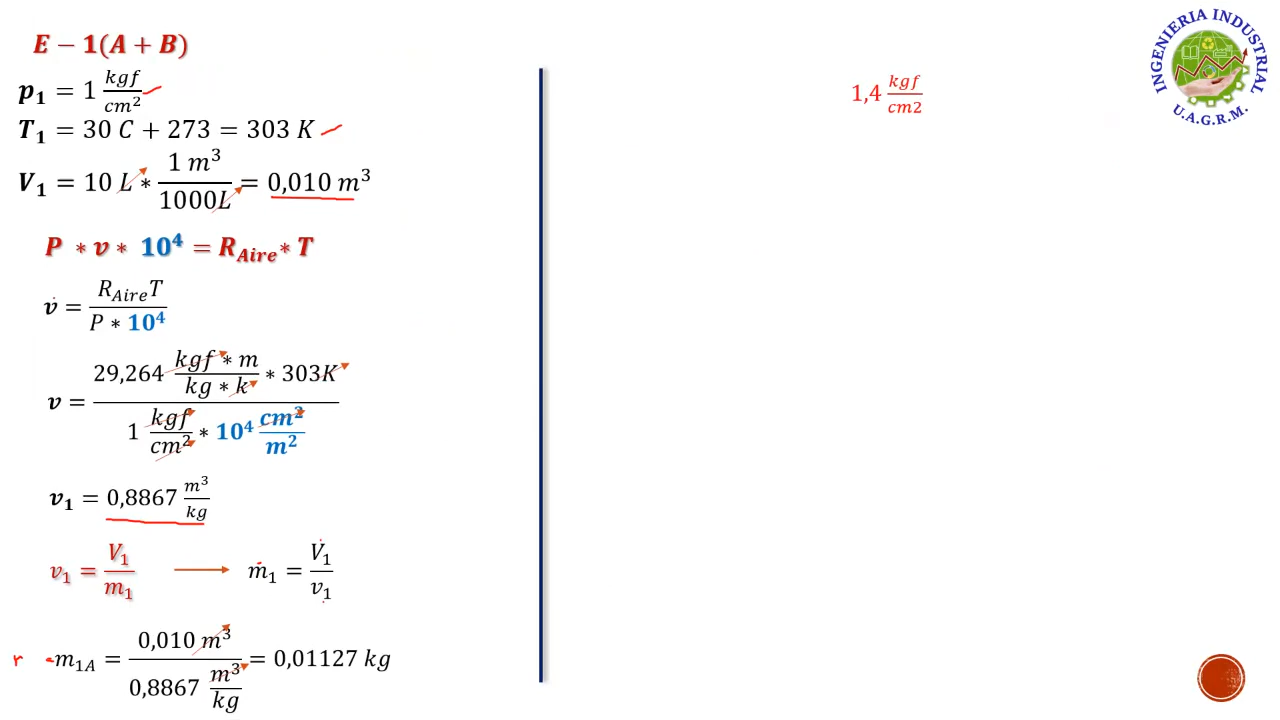 E − 1(A + B)
p₁ = 1 kgf/cm²
T₁ = 30 C + 273 = 303 K
V₁ = 10 L ∗ 1 m³/1000L = 0,010 m³
P ∗ v ∗ 10⁴ = R_Aire ∗ T
v = R_Aire T / P ∗ 10⁴
v = 29,264 kgf ∗ m/kg ∗ k ∗ 303K / 1 kgf/cm² ∗ 10⁴ cm²/m²
v₁ = 0,8867 m³/kg
v₁ = V₁/m₁ → m₁ = V₁/v₁
r m₁A = 0,010 m³ / 0,8867 m³/kg = 0,01127 kg
1,4 kgf/cm2
INGENIERIA INDUSTRIAL
U.A.G.R.M.